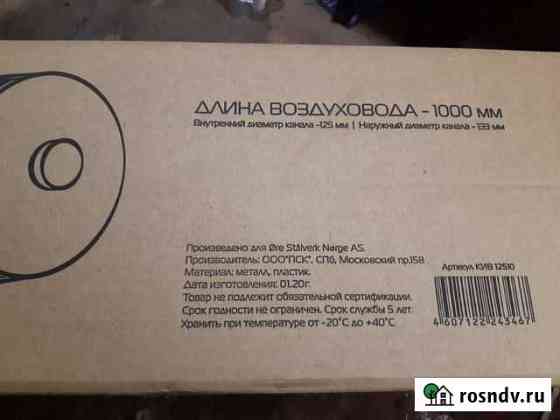 ДЛИНА ВОЗДУХОВОДА - 1000 мм
Внутренний диаметр канала -125 мм | Наружный диаметр канала - 133 мм
Произведено для Øre Stålverk Nørge AS.
Производитель: ООО"ПСК", СПб, Московский пр.158
Материал: металл, пластик.
Дата изготовления: 01.20г.
Товар не подлежит обязательной сертификации.
Срок годности не ограничен. Срок службы 5 лет.
Хранить при температуре от -20°С до +40°С
Артикул КИВ 12510
4 607122 243467
rosndv.ru